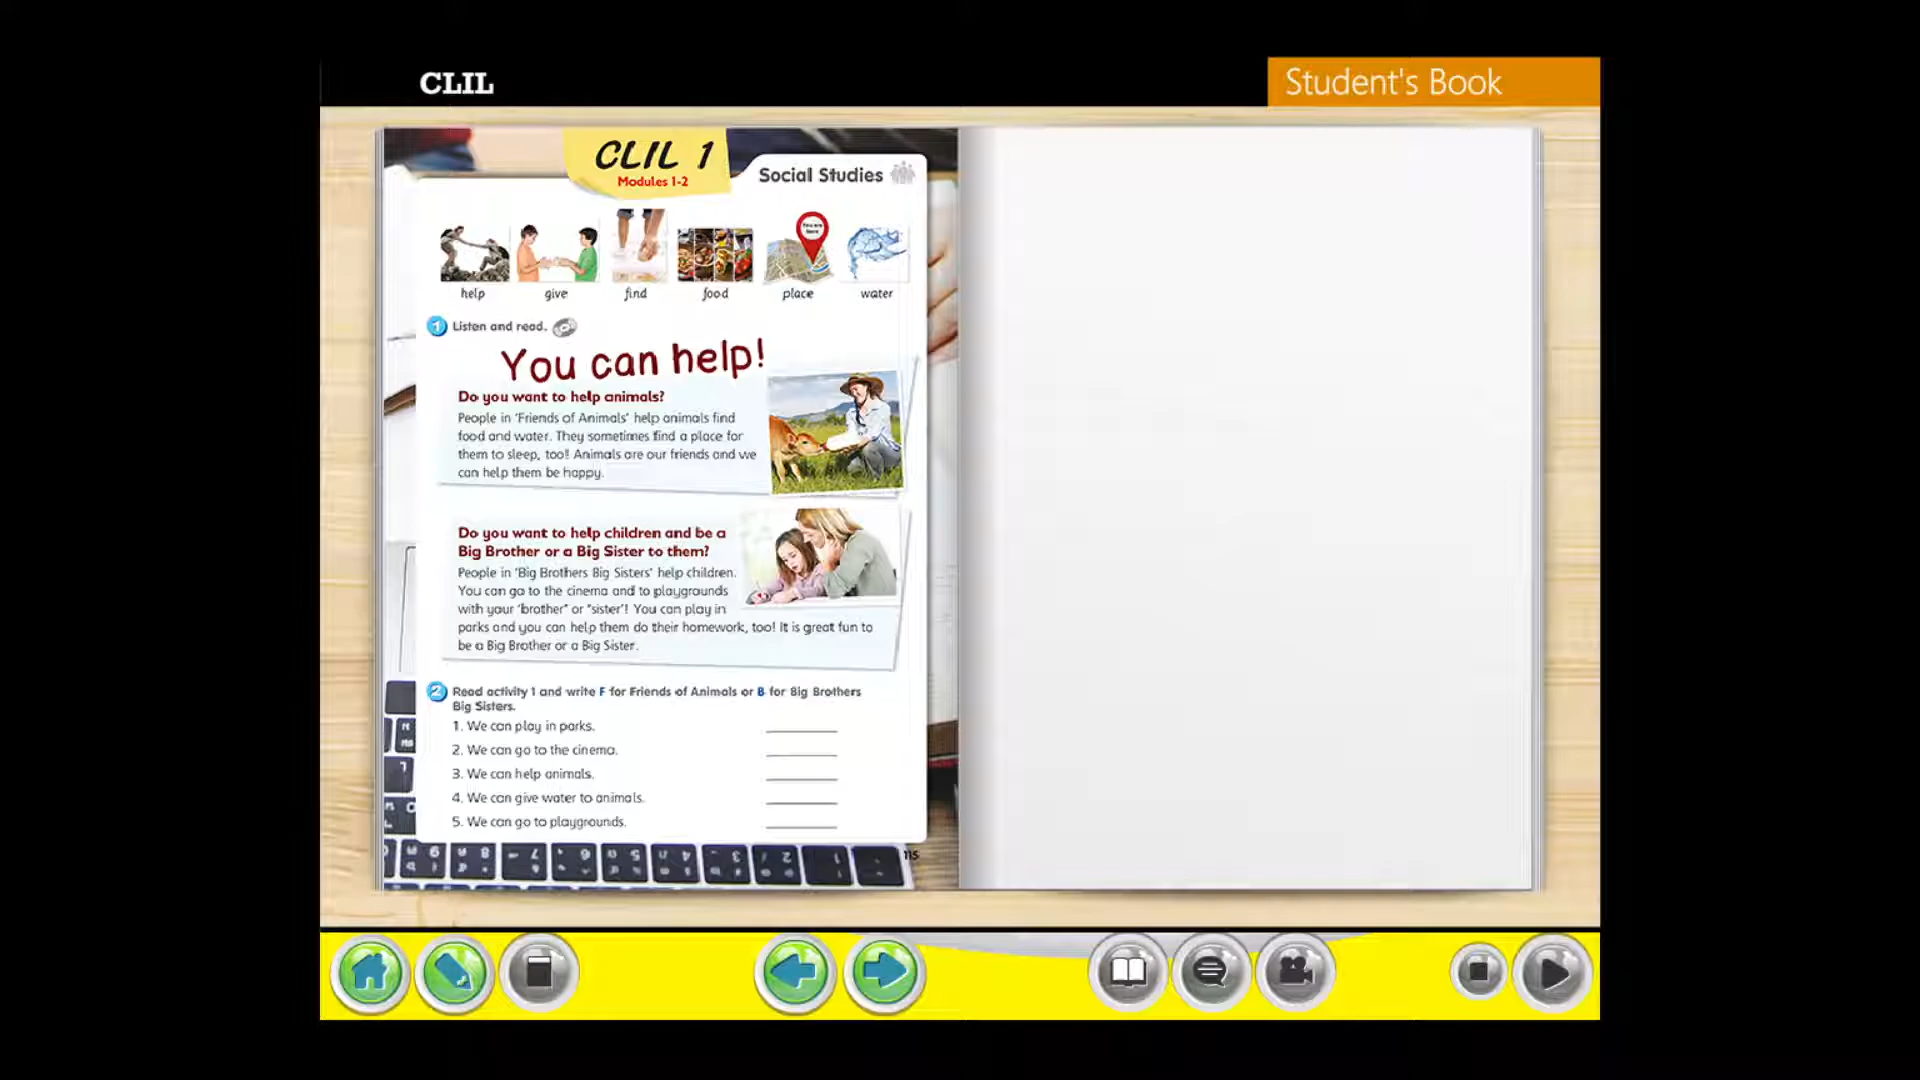 CLIL
Student's Book
CLIL 1
Modules 1-2
Social Studies
You are here
help
give
find
food
place
water
1 Listen and read.
You can help!
Do you want to help animals?
People in 'Friends of Animals' help animals find
food and water. They sometimes find a place for
them to sleep, too! Animals are our friends and we
can help them be happy.
Do you want to help children and be a
Big Brother or a Big Sister to them?
People in 'Big Brothers Big Sisters' help children.
You can go to the cinema and to playgrounds
with your 'brother' or 'sister'! You can play in
parks and you can help them do their homework, too! It is great fun to
be a Big Brother or a Big Sister.
2 Read activity 1 and write F for Friends of Animals or B for Big Brothers
Big Sisters.
1. We can play in parks.
2. We can go to the cinema.
3. We can help animals.
4. We can give water to animals.
5. We can go to playgrounds.
115